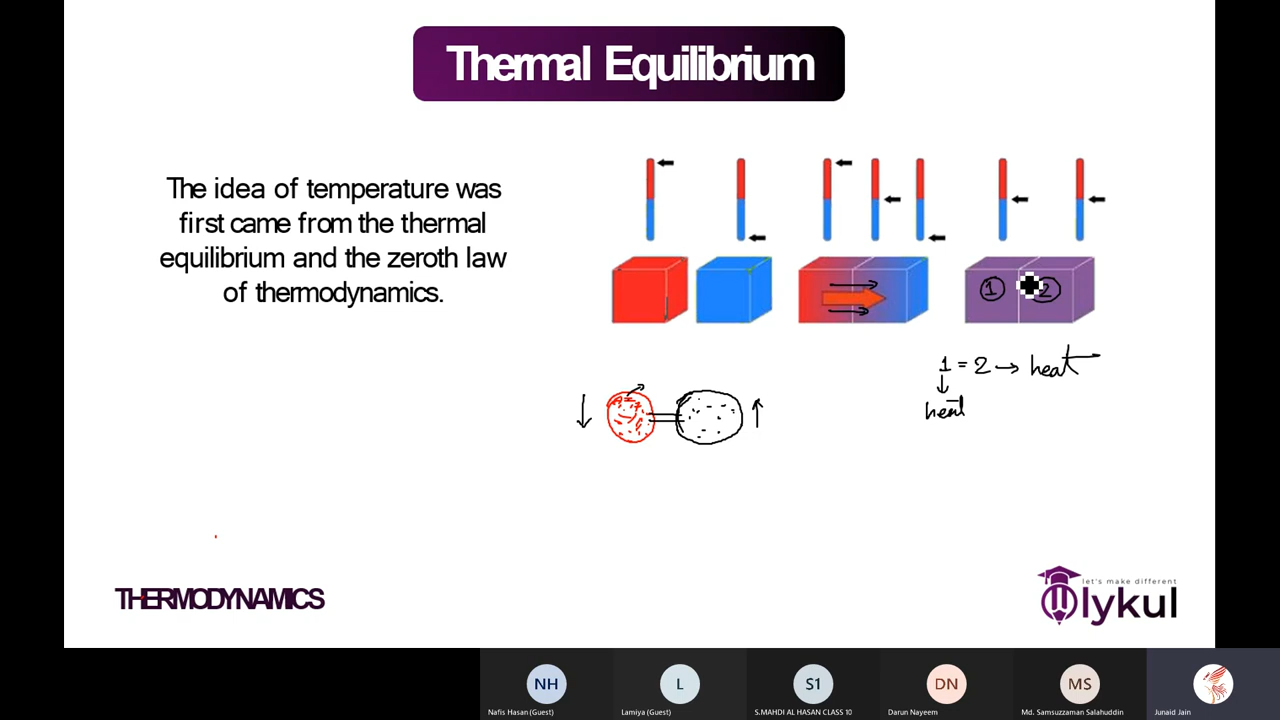 Thermal Equilibrium
The idea of temperature was
first came from the thermal
equilibrium and the zeroth law
of thermodynamics.
1 2
1 = 2 → heat
heat
THERMODYNAMICS
let's make different
lykul
NH
L
S1
DN
MS
Nafis Hasan (Guest)
Lamiya (Guest)
S.MAHDI AL HASAN CLASS 10
Darun Nayeem
Md. Samsuzzaman Salahuddin
Junaid Jain